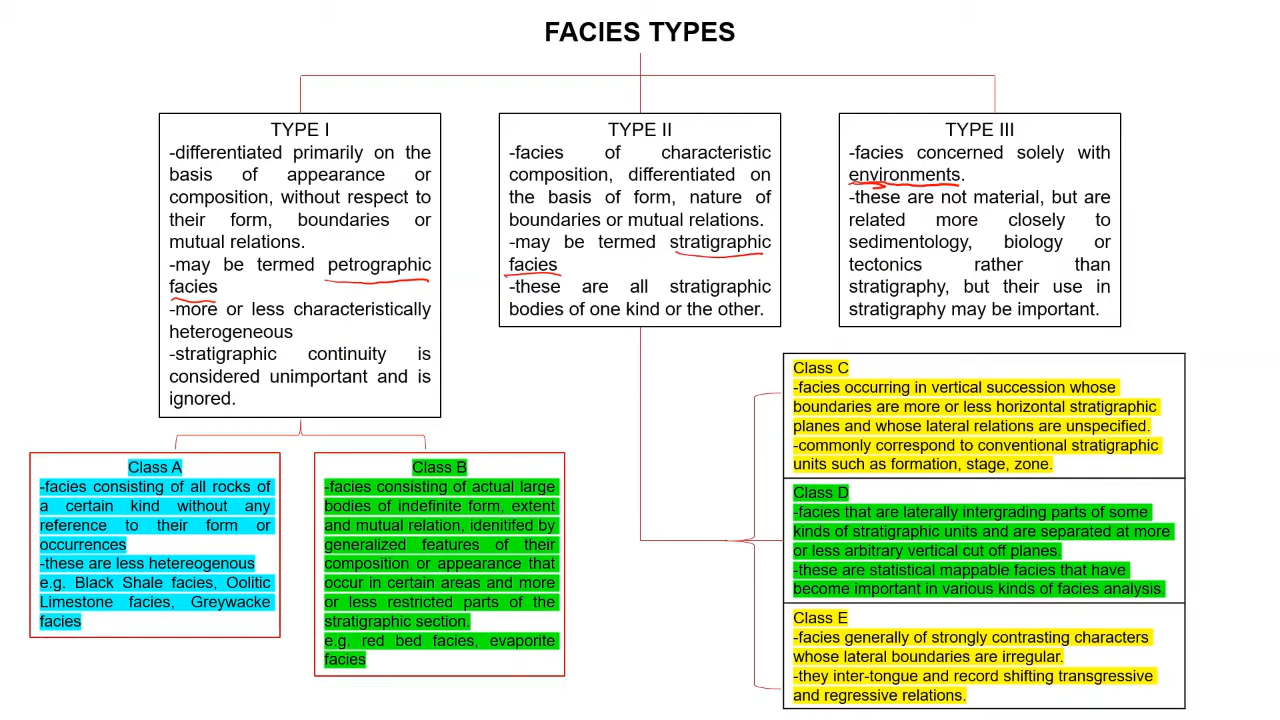 FACIES TYPES
TYPE I
-differentiated primarily on the
basis of appearance or
composition, without respect to
their form, boundaries or
mutual relations.
-may be termed petrographic
facies
-more or less characteristically
heterogeneous
-stratigraphic continuity is
considered unimportant and is
ignored.
TYPE II
-facies of characteristic
composition, differentiated on
the basis of form, nature of
boundaries or mutual relations.
-may be termed stratigraphic
facies
-these are all stratigraphic
bodies of one kind or the other.
TYPE III
-facies concerned solely with
environments.
-these are not material, but are
related more closely to
sedimentology, biology or
tectonics rather than
stratigraphy, but their use in
stratigraphy may be important.
Class A
-facies consisting of all rocks of
a certain kind without any
reference to their form or
occurrences
-these are less hetereogenous
e.g. Black Shale facies, Oolitic
Limestone facies, Greywacke
facies
Class B
-facies consisting of actual large
bodies of indefinite form, extent
and mutual relation, idenitifed by
generalized features of their
composition or appearance that
occur in certain areas and more
or less restricted parts of the
stratigraphic section.
e.g. red bed facies, evaporite
facies
Class C
-facies occurring in vertical succession whose
boundaries are more or less horizontal stratigraphic
planes and whose lateral relations are unspecified.
-commonly correspond to conventional stratigraphic
units such as formation, stage, zone.
Class D
-facies that are laterally intergrading parts of some
kinds of stratigraphic units and are separated at more
or less arbitrary vertical cut off planes.
-these are statistical mappable facies that have
become important in various kinds of facies analysis.
Class E
-facies generally of strongly contrasting characters
whose lateral boundaries are irregular.
-they inter-tongue and record shifting transgressive
and regressive relations.